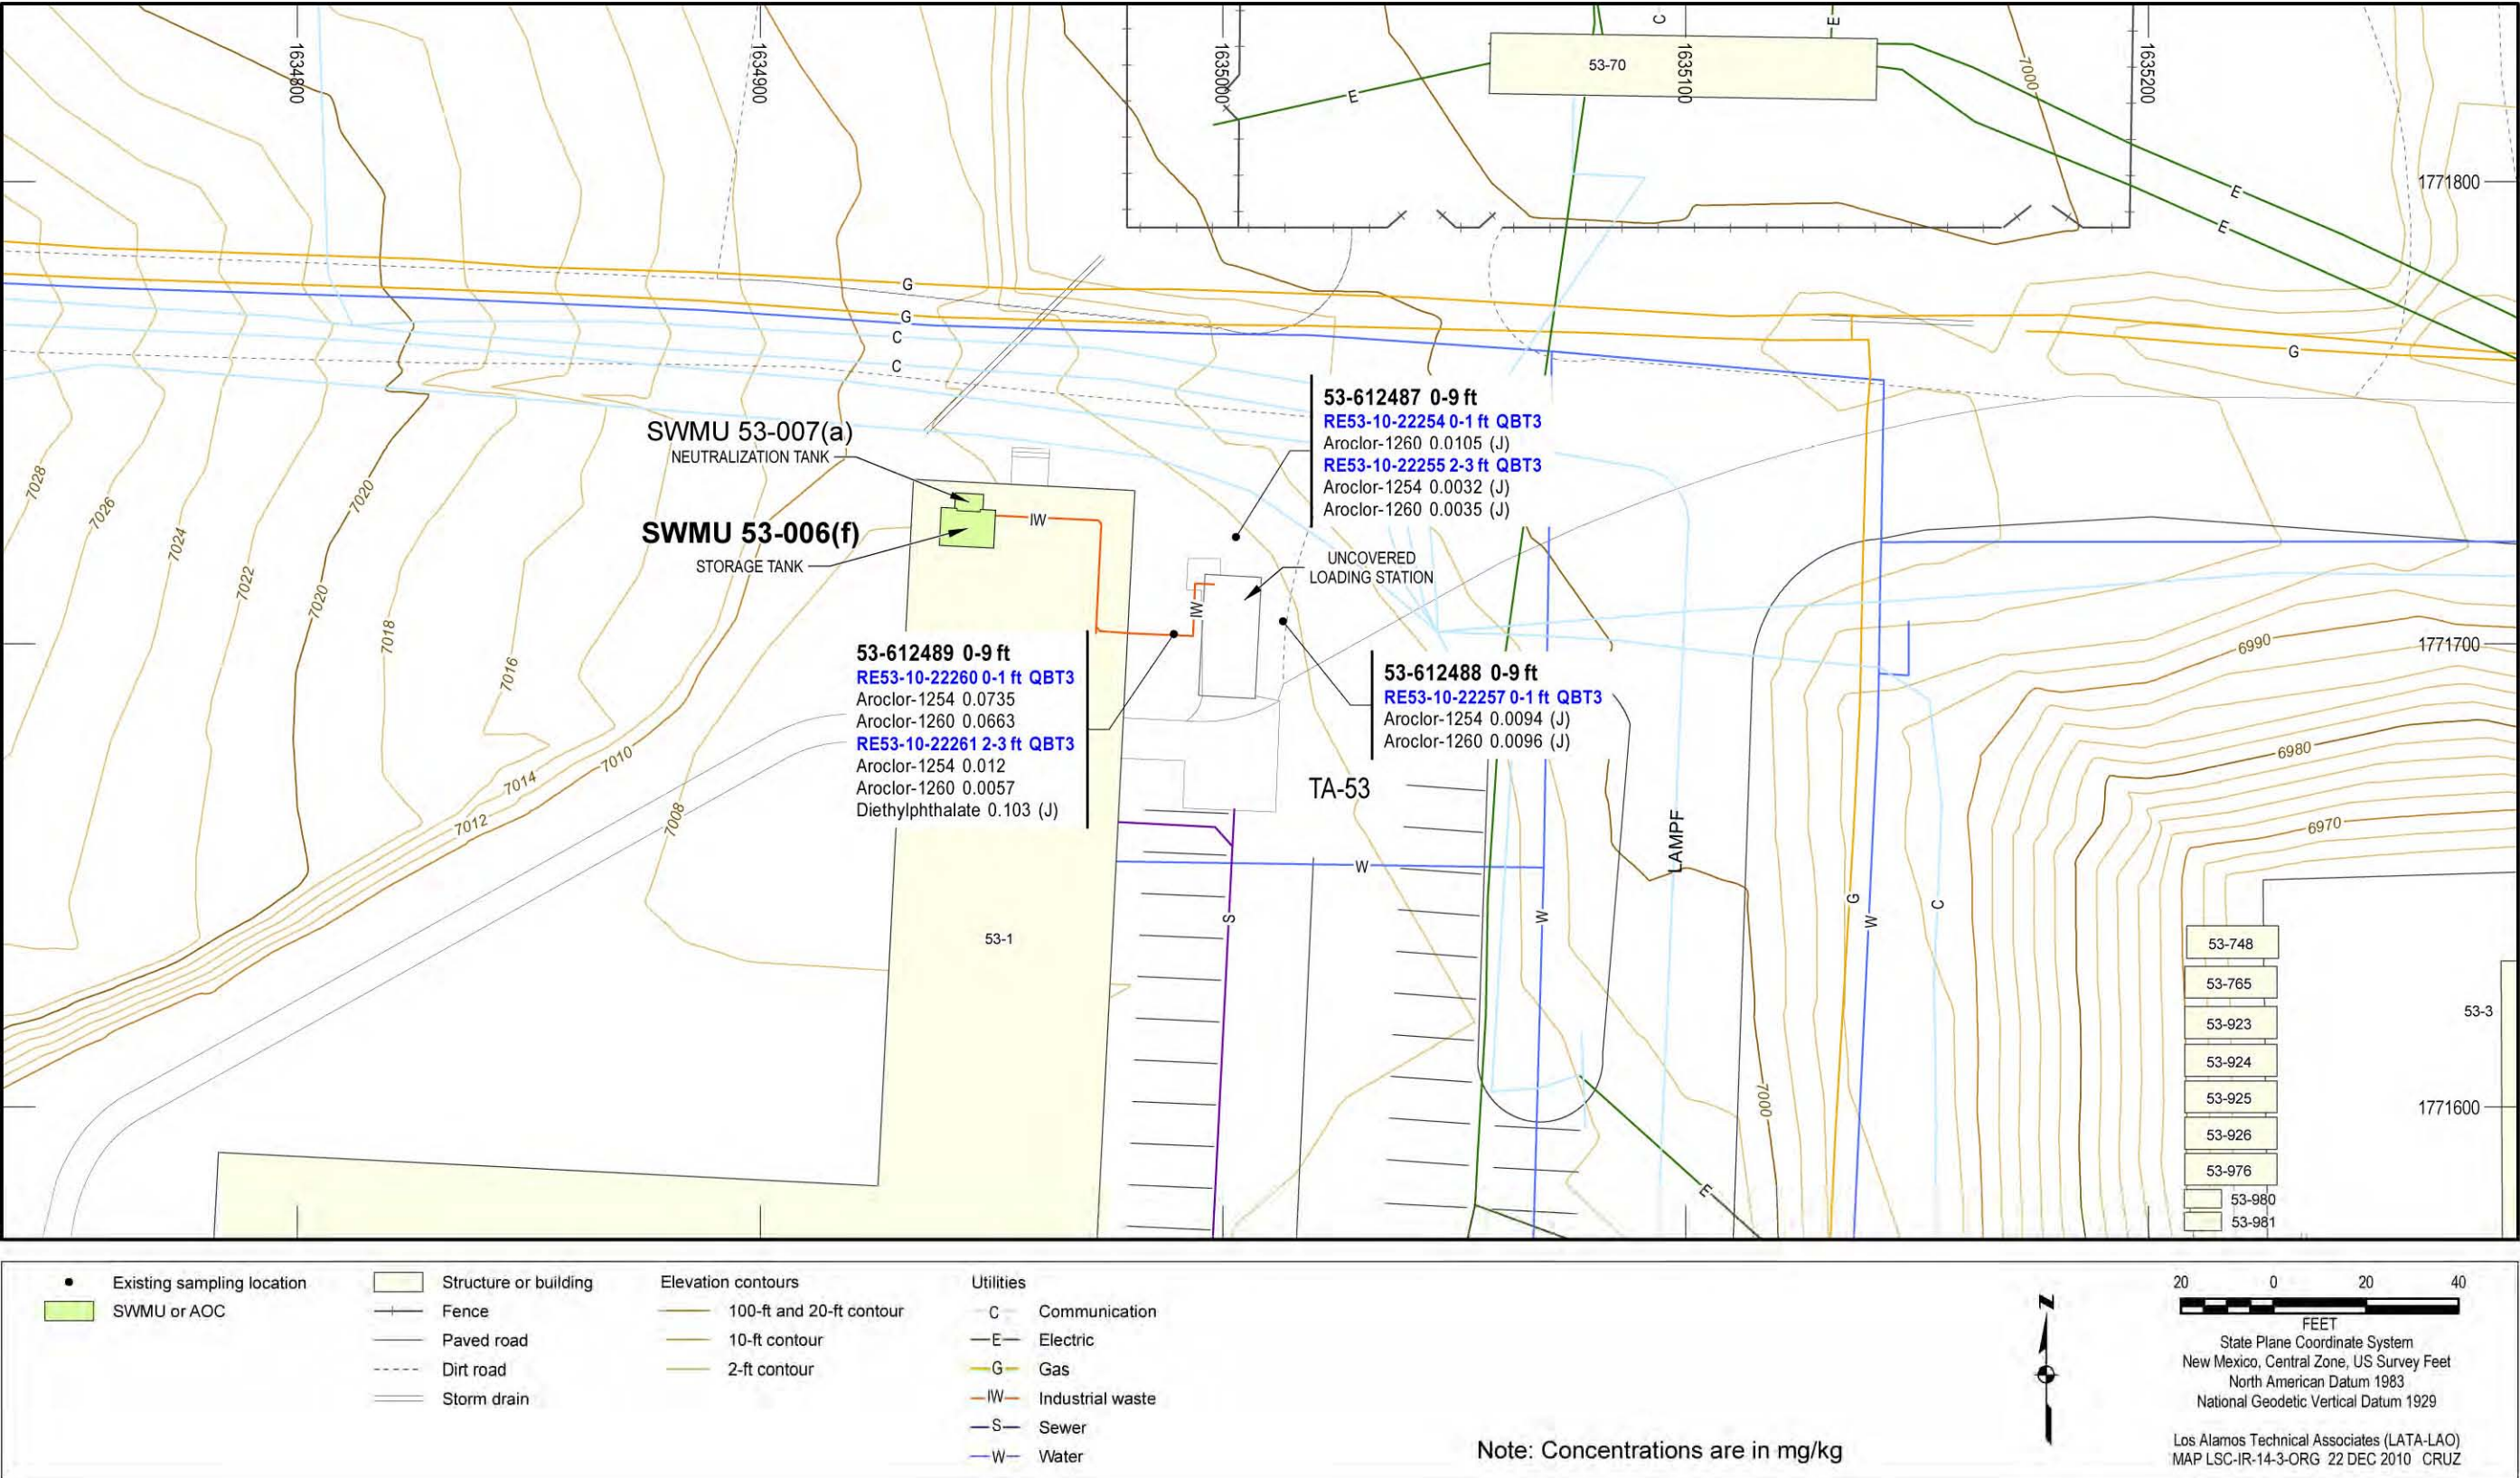 1634800
1634900
1635000
1635100
1635200
C
E
53-70
7000
E
1771800
E
E
G
G
C
C
G
SWMU 53-007(a)
NEUTRALIZATION TANK
SWMU 53-006(f)
STORAGE TANK
IW
IW
53-612487 0-9 ft
RE53-10-22254 0-1 ft QBT3
Aroclor-1260 0.0105 (J)
RE53-10-22255 2-3 ft QBT3
Aroclor-1254 0.0032 (J)
Aroclor-1260 0.0035 (J)
UNCOVERED
LOADING STATION
7028
7026
7024
7022
7020
7020
7018
7016
7014
7012
7010
7008
53-612489 0-9 ft
RE53-10-22260 0-1 ft QBT3
Aroclor-1254 0.0735
Aroclor-1260 0.0663
RE53-10-22261 2-3 ft QBT3
Aroclor-1254 0.012
Aroclor-1260 0.0057
Diethylphthalate 0.103 (J)
53-612488 0-9 ft
RE53-10-22257 0-1 ft QBT3
Aroclor-1254 0.0094 (J)
Aroclor-1260 0.0096 (J)
1771700
6990
6980
6970
TA-53
LAMPF
W
S
W
G
W
C
53-1
53-748
53-765
53-923
53-924
53-925
53-926
53-976
53-980
53-981
53-3
1771600
7000
E
Existing sampling location
SWMU or AOC
Structure or building
Fence
Paved road
Dirt road
Storm drain
Elevation contours
100-ft and 20-ft contour
10-ft contour
2-ft contour
Utilities
C Communication
E Electric
G Gas
IW Industrial waste
S Sewer
W Water
Note: Concentrations are in mg/kg
N
20 0 20 40
FEET
State Plane Coordinate System
New Mexico, Central Zone, US Survey Feet
North American Datum 1983
National Geodetic Vertical Datum 1929
Los Alamos Technical Associates (LATA-LAO)
MAP LSC-IR-14-3-ORG 22 DEC 2010 CRUZ